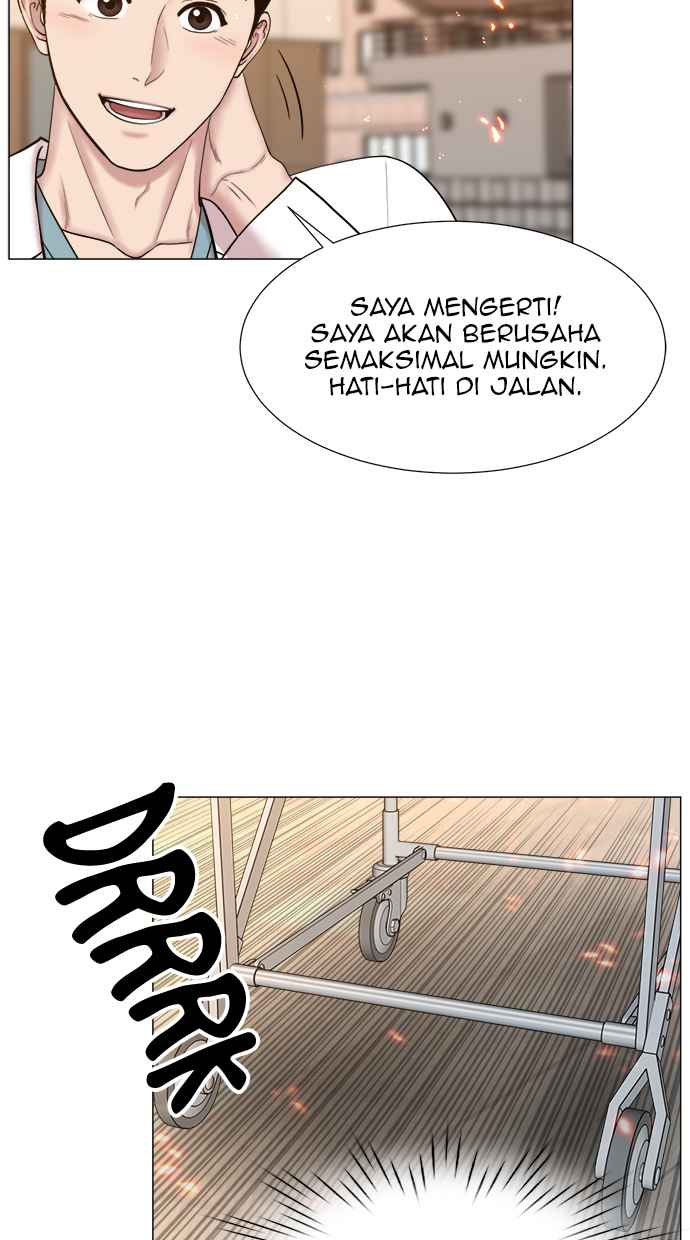 SAYA MENGERTI!
SAYA AKAN BERUSAHA
SEMAKSIMAL MUNGKIN.
HATI-HATI DI JALAN.
DRRRK